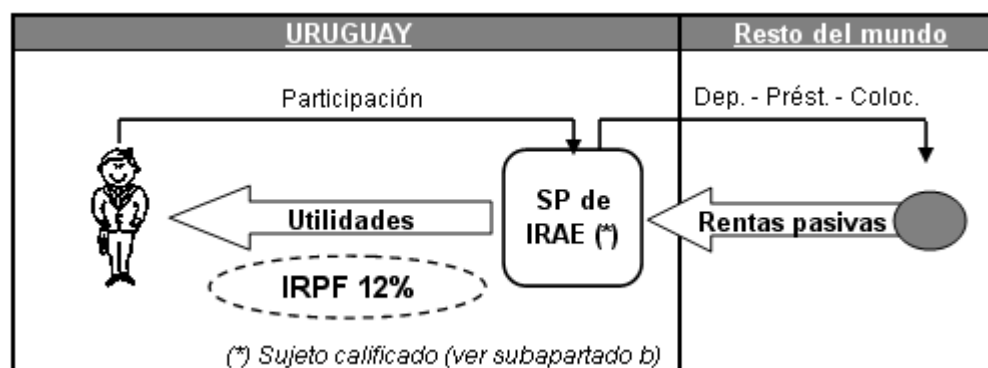 URUGUAY
Resto del mundo
Participación
Dep. - Prést. - Coloc.
Utilidades
SP de
IRAE (*)
Rentas pasivas
IRPF 12%
(*) Sujeto calificado (ver subapartado b)